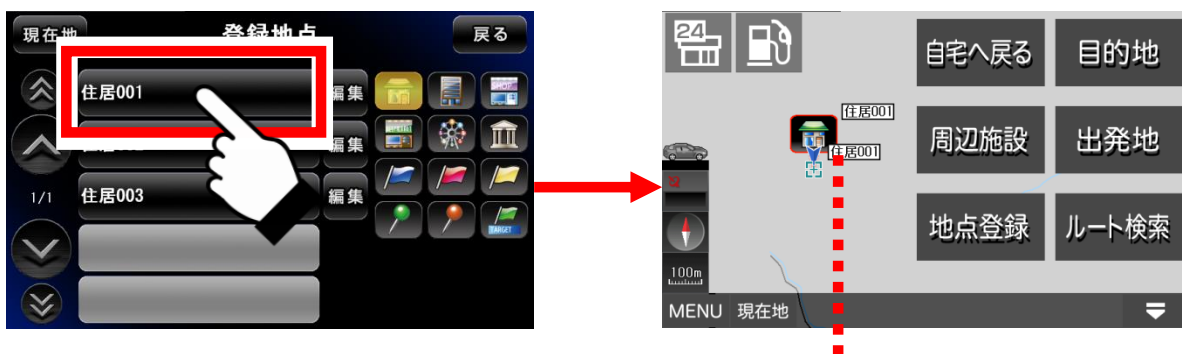 現在地
登録地点
戻る
住居001
編集
SHOP
編集
1/1
住居003
編集
TARGET
24
自宅へ戻る
目的地
住居001
周辺施設
出発地
住居001
地点登録
ルート検索
100m
MENU
現在地